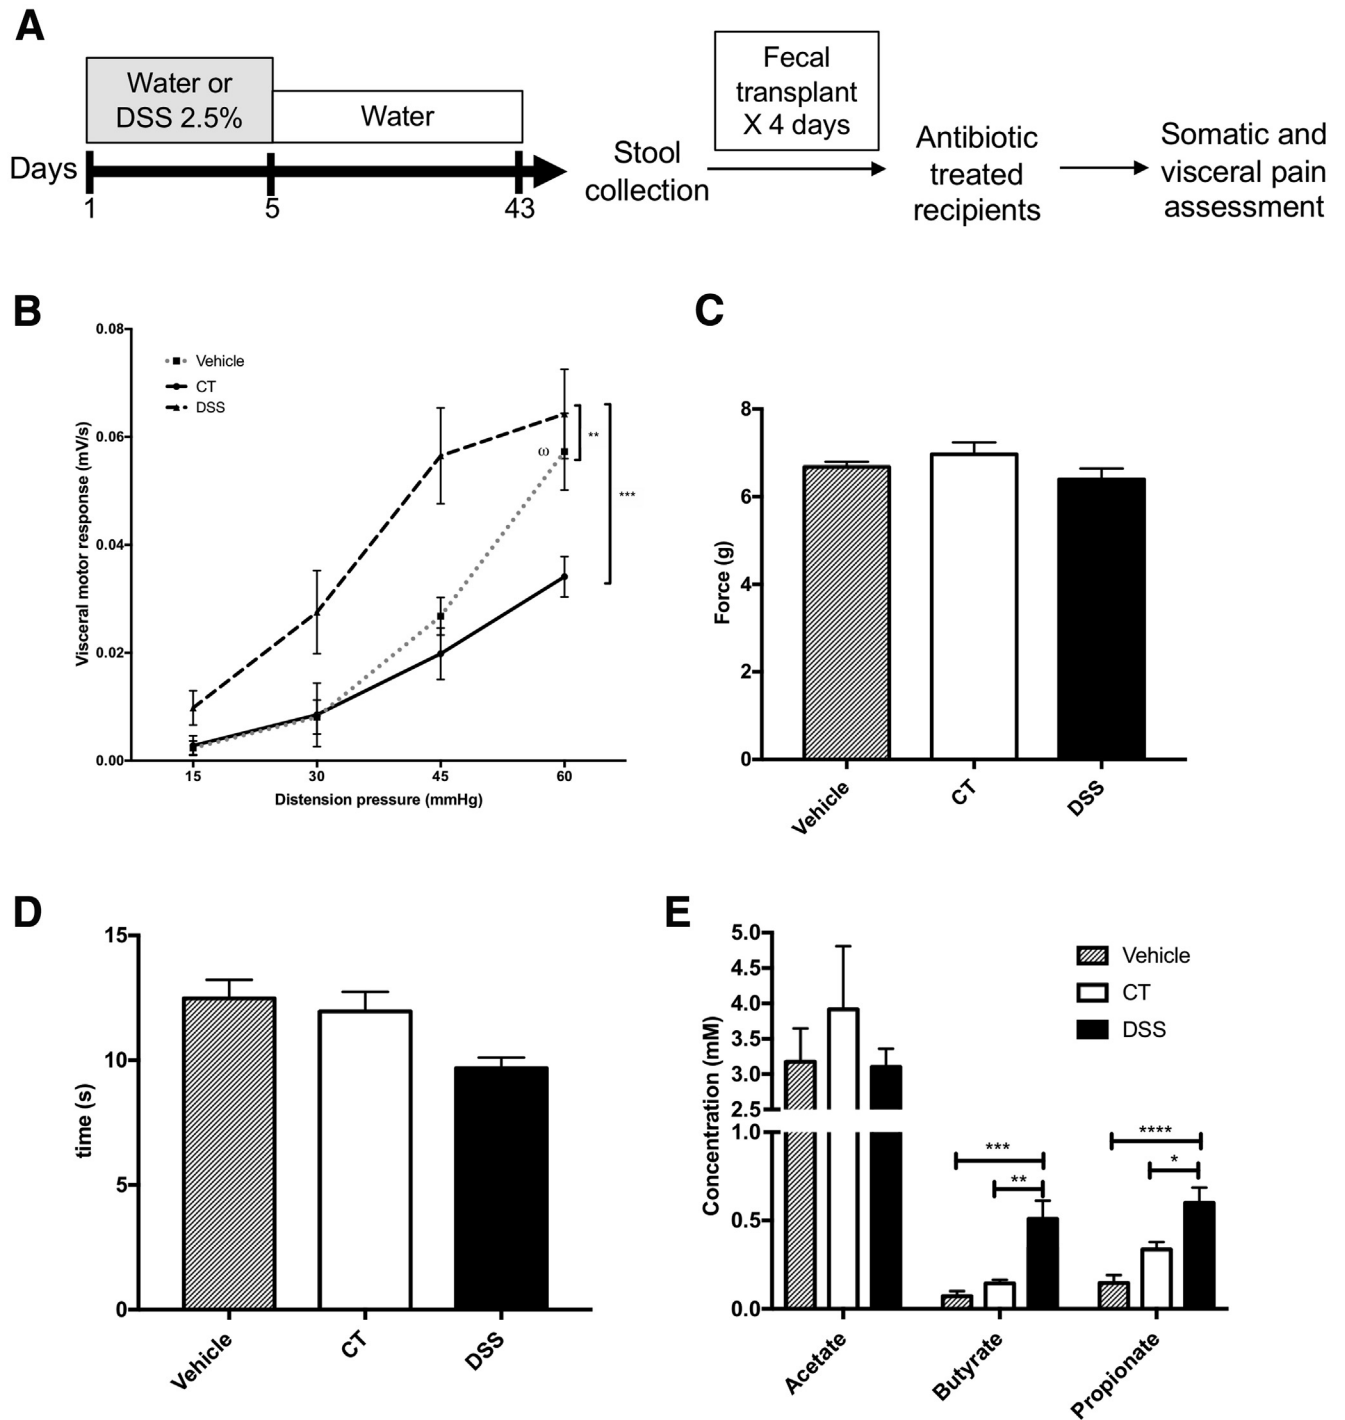 A
Water or
DSS 2.5%
Water
Days
1
5
43
Stool
collection
Fecal
transplant
X 4 days
Antibiotic
treated
recipients
Somatic and
visceral pain
assessment
B
0.08
0.06
0.04
0.02
0.00
Visceral motor response (mV/s)
Vehicle
CT
DSS
ω
**
***
15
30
45
60
Distension pressure (mmHg)
C
8
6
4
2
0
Force (g)
Vehicle
CT
DSS
D
15
10
5
0
time (s)
Vehicle
CT
DSS
E
5.0
4.5
4.0
3.5
3.0
2.5
1.0
0.5
0.0
Concentration (mM)
Vehicle
CT
DSS
***
**
****
*
Acetate
Butyrate
Propionate